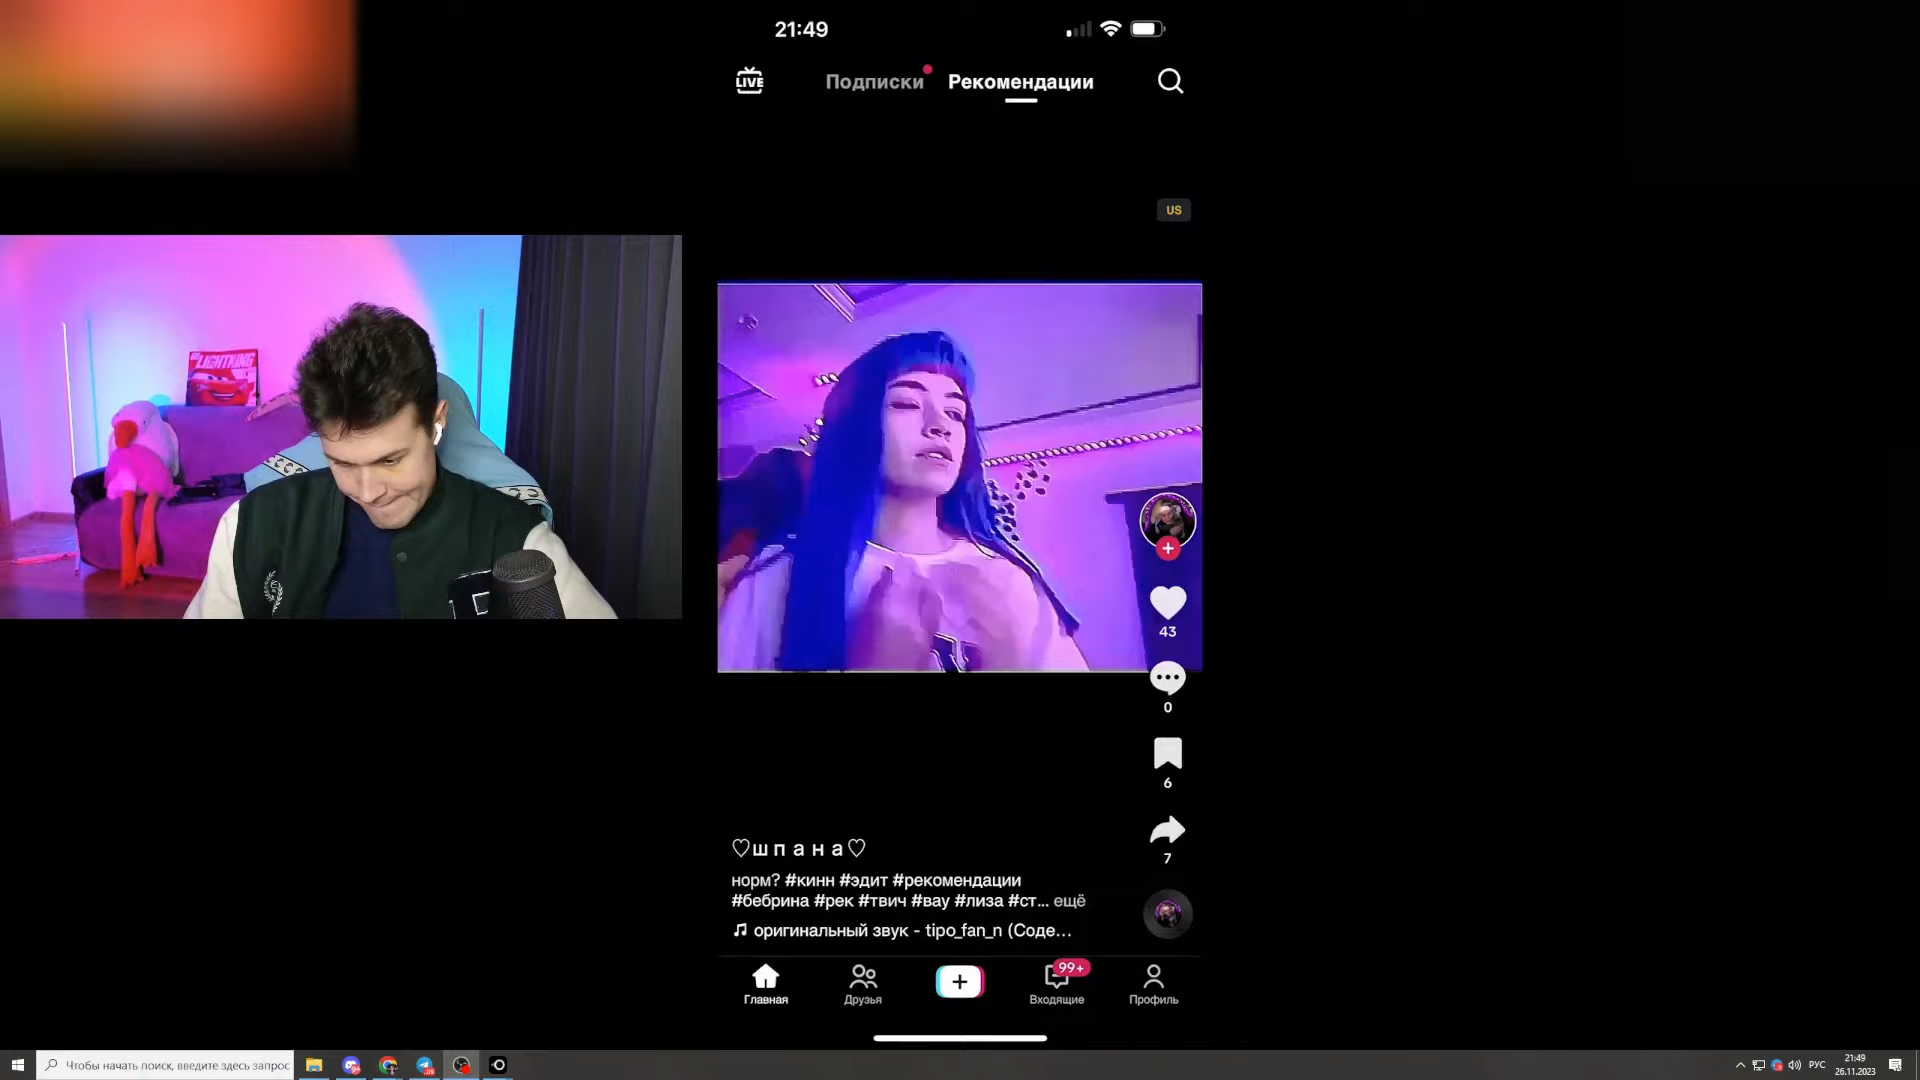 21:49
LIVE
Подписки
Рекомендации
US
LIGHTNING
43
0
6
7
♡шпана♡
норм? #кинн #эдит #рекомендации
#бебрина #рек #твич #вау #лиза #ст... ещё
оригинальный звук - tipo_fan_n (Соде...
99+
Главная
Друзья
Входящие
Профиль
Чтобы начать поиск, введите здесь запрос
РУС
21:49
26.11.2023